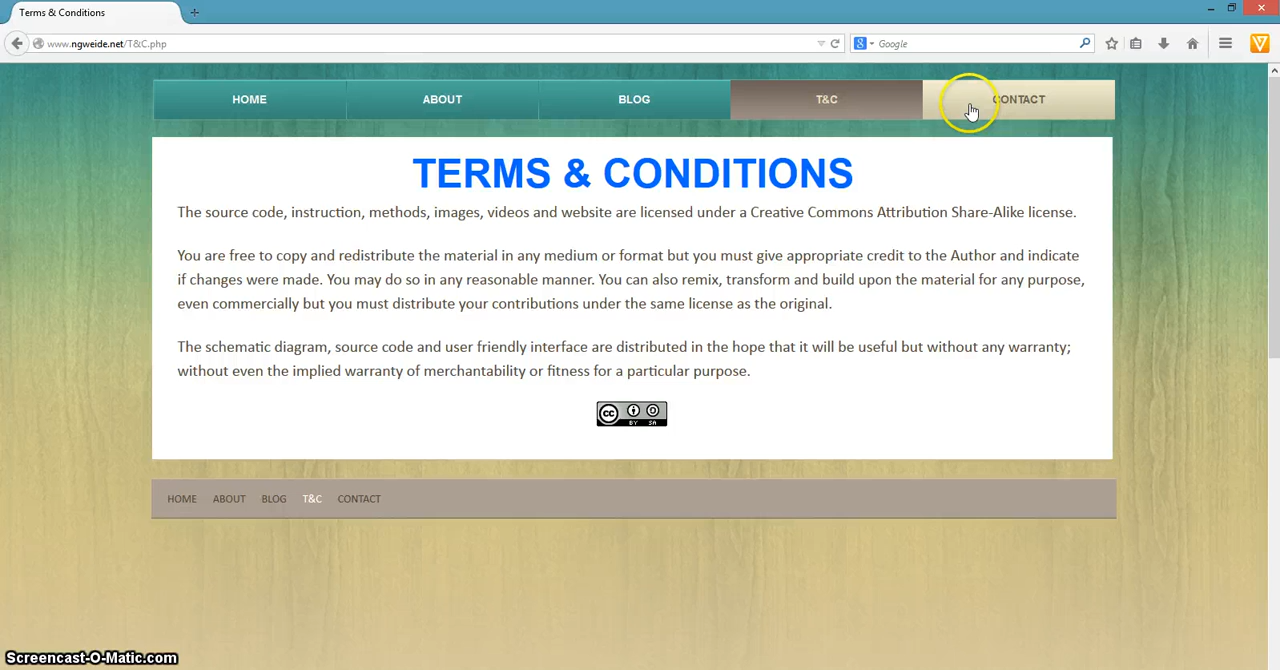 Terms & Conditions
www.ngweide.net/T&C.php
Google
HOME ABOUT BLOG T&C CONTACT
TERMS & CONDITIONS
The source code, instruction, methods, images, videos and website are licensed under a Creative Commons Attribution Share-Alike license.
You are free to copy and redistribute the material in any medium or format but you must give appropriate credit to the Author and indicate
if changes were made. You may do so in any reasonable manner. You can also remix, transform and build upon the material for any purpose,
even commercially but you must distribute your contributions under the same license as the original.
The schematic diagram, source code and user friendly interface are distributed in the hope that it will be useful but without any warranty;
without even the implied warranty of merchantability or fitness for a particular purpose.
cc
BY SA
HOME ABOUT BLOG T&C CONTACT
Screencast-O-Matic.com